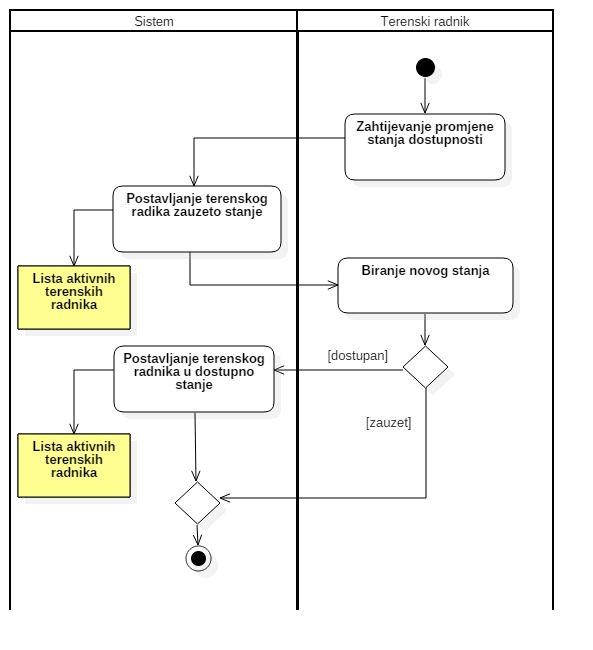 Sistem
Terenski radnik
Zahtijevanje promjene
stanja dostupnosti
Postavljanje terenskog
radika zauzeto stanje
Lista aktivnih
terenskih
radnika
Biranje novog stanja
Postavljanje terenskog
radnika u dostupno
stanje
[dostupan]
[zauzet]
Lista aktivnih
terenskih
radnika